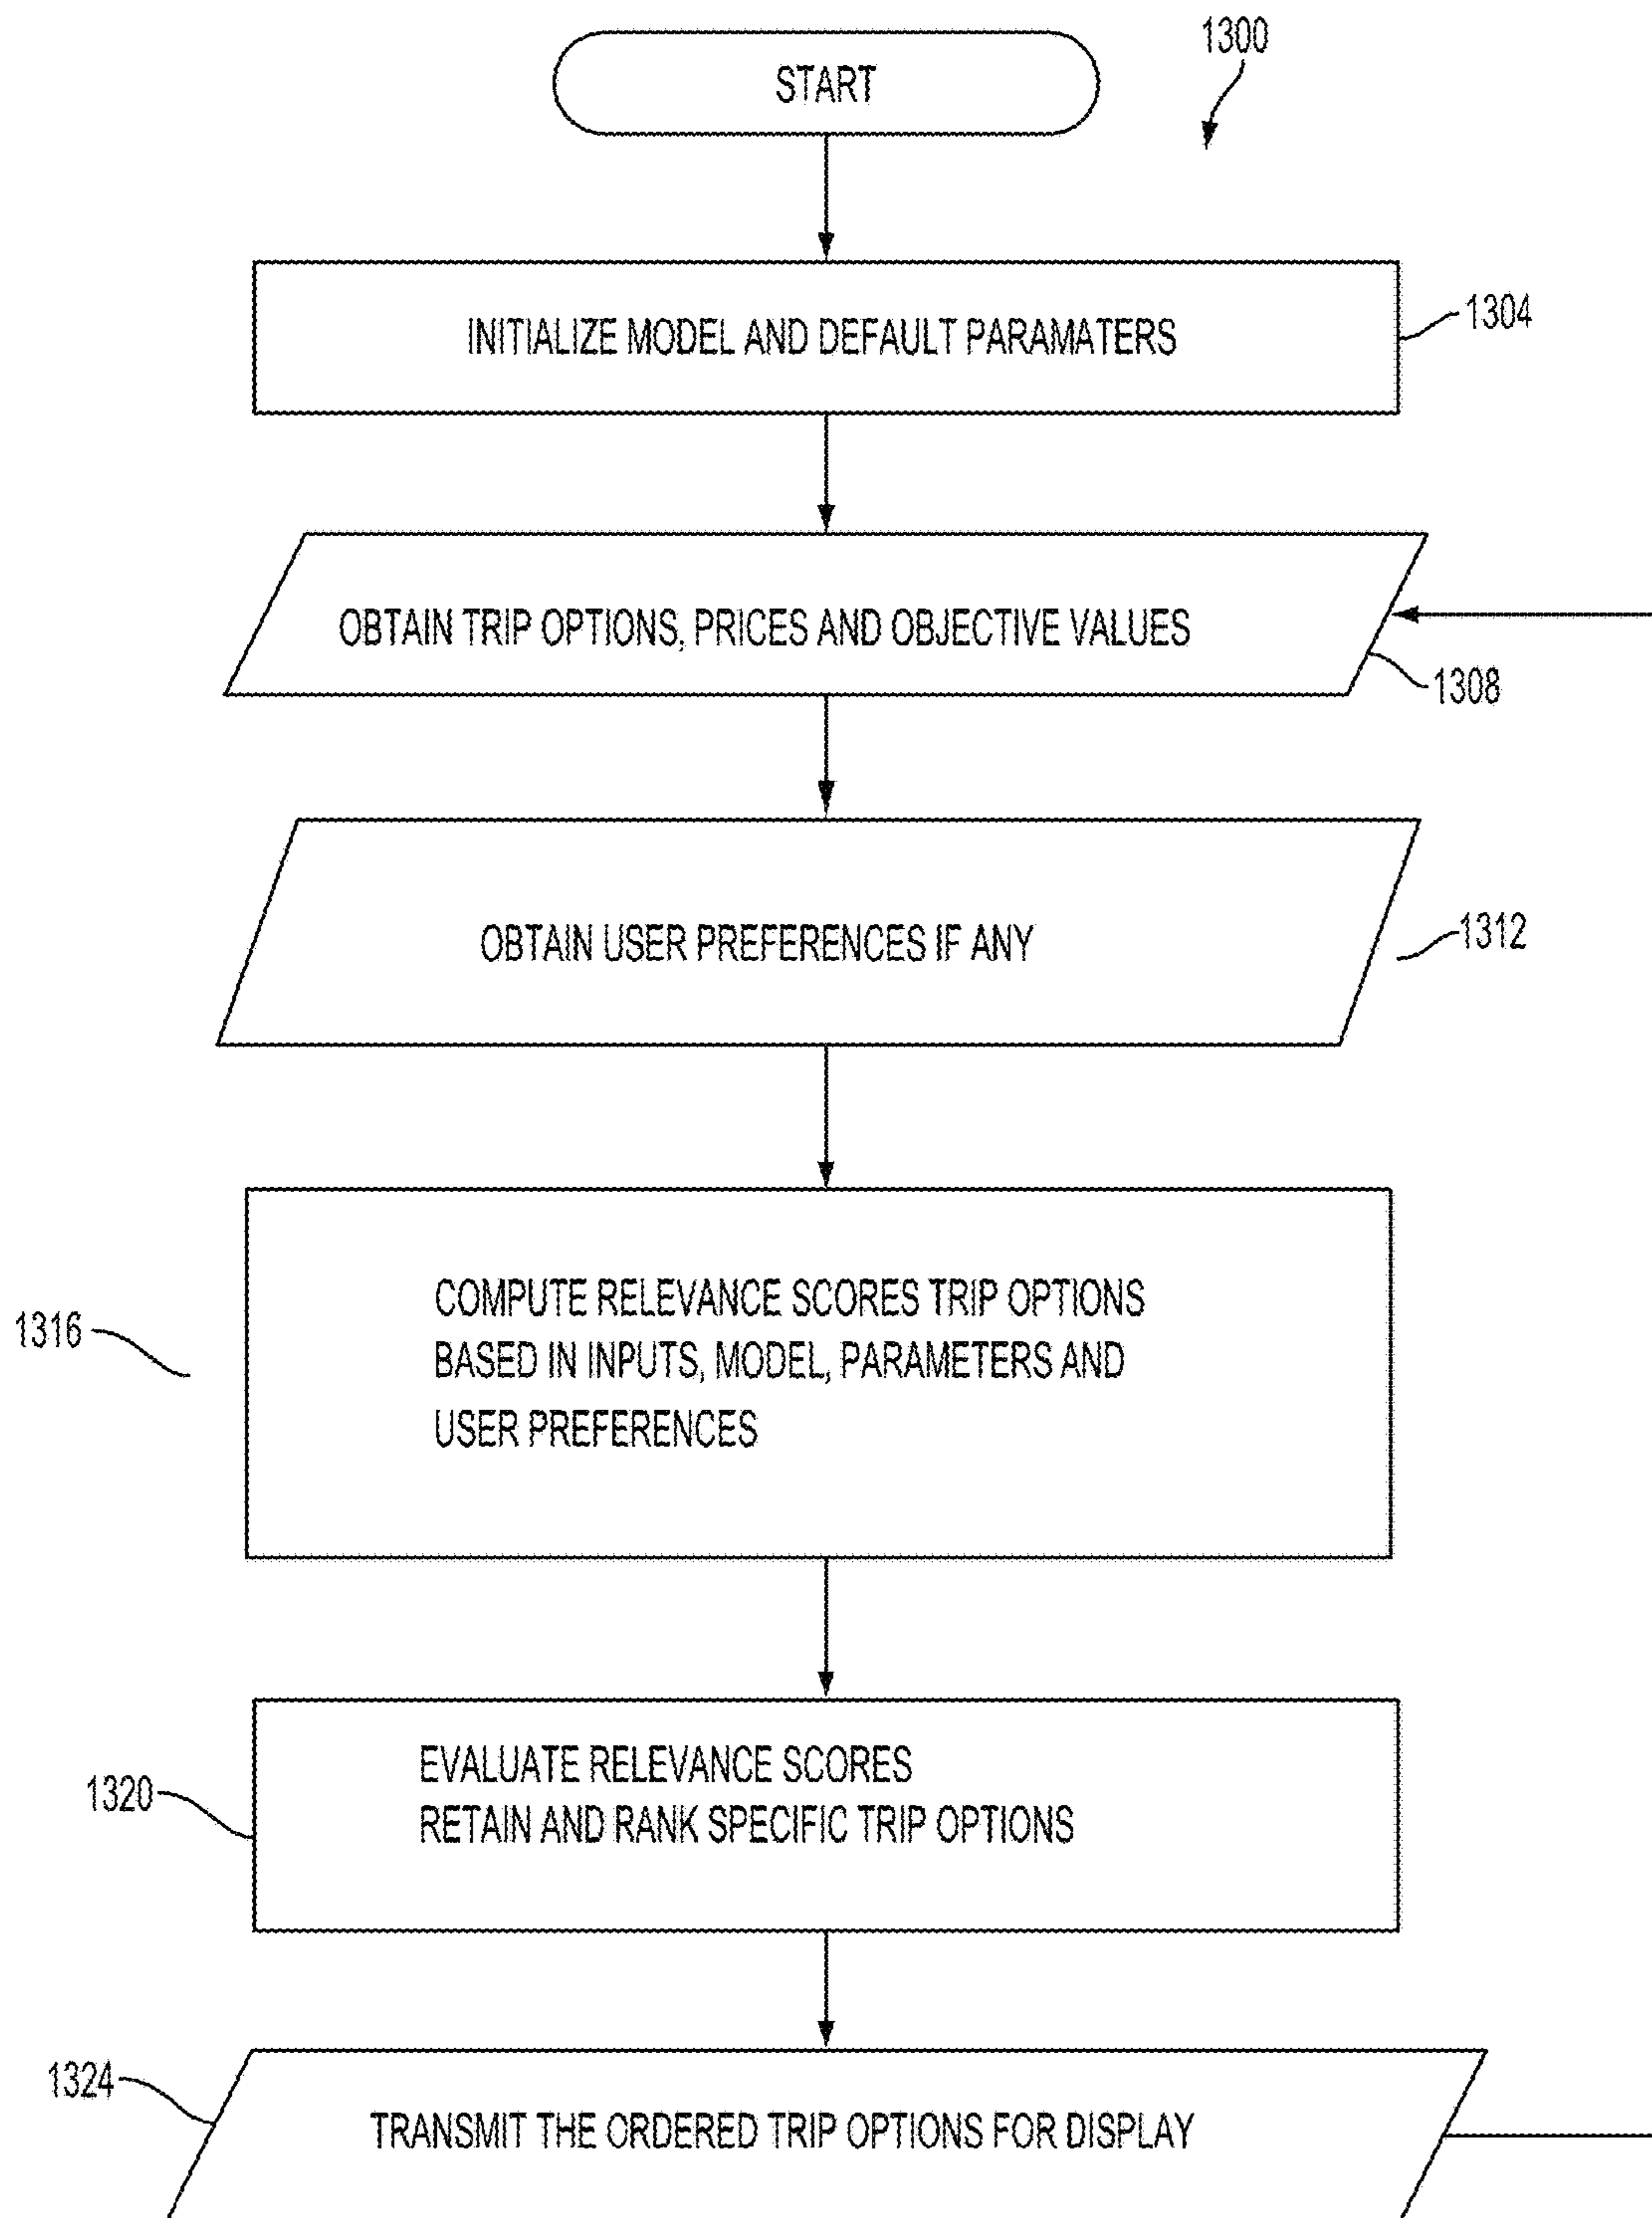 1300
START
INITIALIZE MODEL AND DEFAULT PARAMATERS
1304
OBTAIN TRIP OPTIONS, PRICES AND OBJECTIVE VALUES
1308
OBTAIN USER PREFERENCES IF ANY
1312
1316
COMPUTE RELEVANCE SCORES TRIP OPTIONS
BASED IN INPUTS, MODEL, PARAMETERS AND
USER PREFERENCES
1320
EVALUATE RELEVANCE SCORES
RETAIN AND RANK SPECIFIC TRIP OPTIONS
1324
TRANSMIT THE ORDERED TRIP OPTIONS FOR DISPLAY